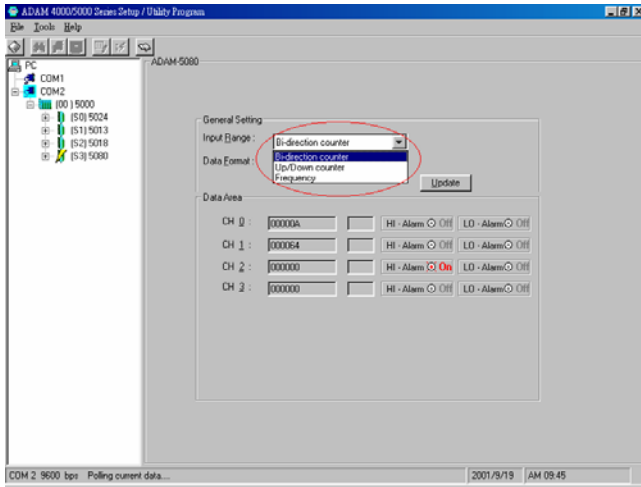 ADAM 4000/5000 Series Setup / Utility Program
File Tools Help
PC
COM1
COM2
(00 ) 5000
(S0) 5024
(S1) 5013
(S2) 5018
(S3) 5080
ADAM-5080
General Setting
Input Range : Bi-direction counter
Bi-direction counter
Up/Down counter
Frequency
Data Format :
Update
Data Area
CH 0 : 00000A HI - Alarm Off LO - Alarm Off
CH 1 : 000064 HI - Alarm Off LO - Alarm Off
CH 2 : 000000 HI - Alarm On LO - Alarm Off
CH 3 : 000000 HI - Alarm Off LO - Alarm Off
COM 2 9600 bps Polling current data.... 2001/9/19 AM 09:45